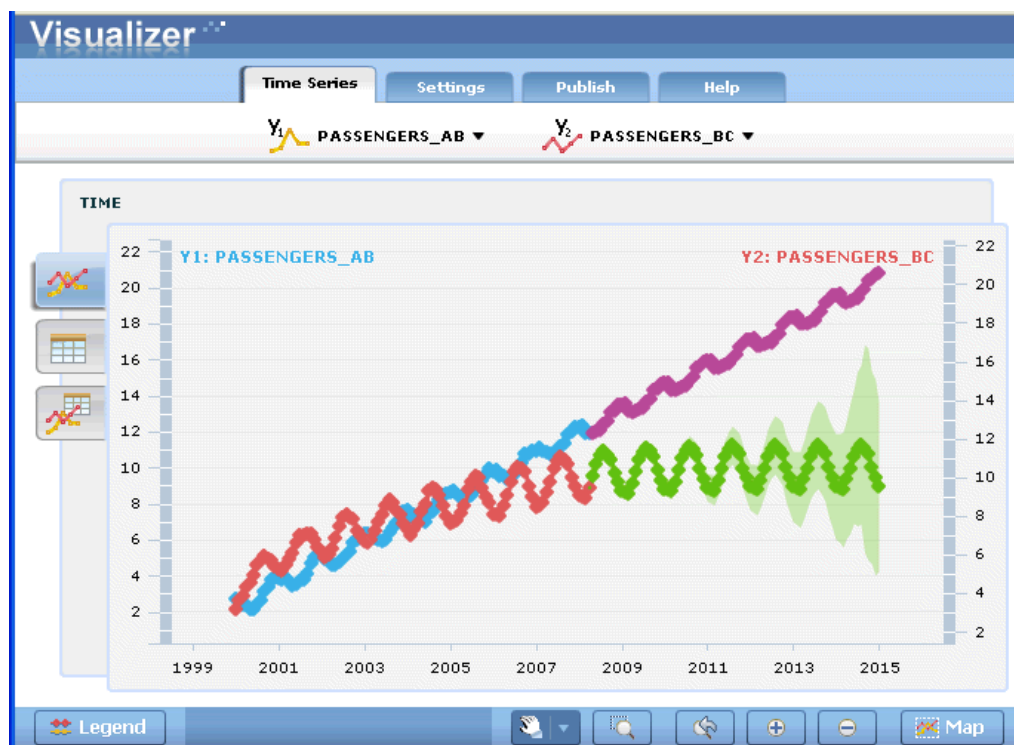 Visualizer
Time Series Settings Publish Help
Y1 PASSENGERS_AB Y2 PASSENGERS_BC
TIME
Y1: PASSENGERS_AB
Y2: PASSENGERS_BC
22 22
20 20
18 18
16 16
14 14
12 12
10 10
8 8
6 6
4 4
2 2
1999 2001 2003 2005 2007 2009 2011 2013 2015
Legend Map